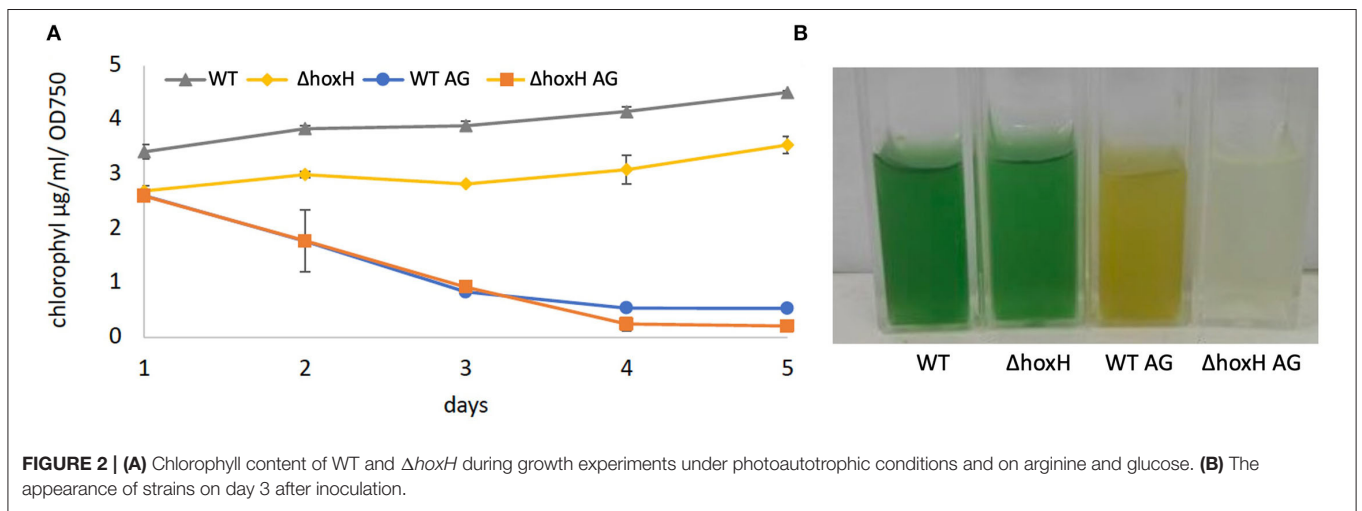 A
B
WT ΔhoxH WT AG ΔhoxH AG
chlorophyl µg/ml/ OD750
5
4
3
2
1
0
1 2 3 4 5
days
WT ΔhoxH WT AG ΔhoxH AG
FIGURE 2 | (A) Chlorophyll content of WT and ΔhoxH during growth experiments under photoautotrophic conditions and on arginine and glucose. (B) The
appearance of strains on day 3 after inoculation.